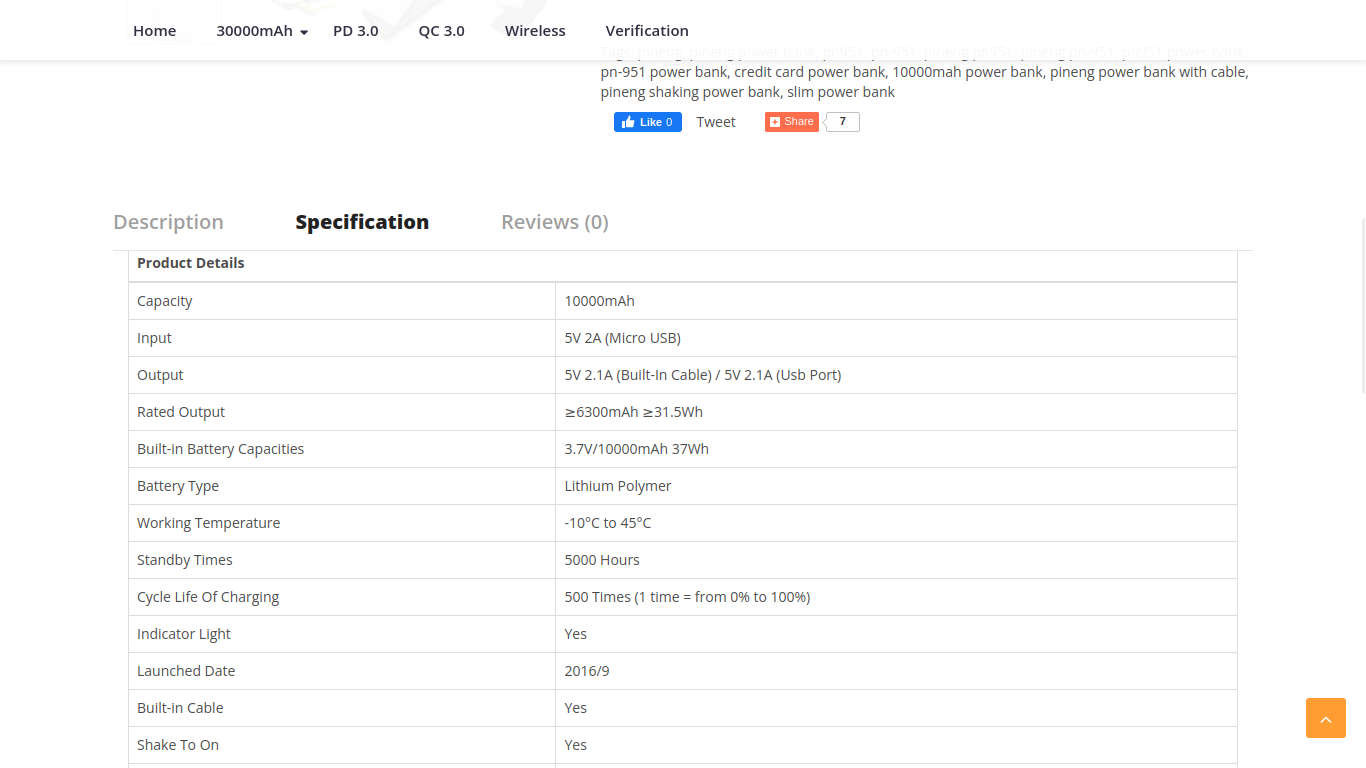 Home 30000mAh PD 3.0 QC 3.0 Wireless Verification
Tags: pineng, pineng power bank, pn951, pn-951, pineng pn951, pineng pn-951, pn951 power bank,
pn-951 power bank, credit card power bank, 10000mah power bank, pineng power bank with cable,
pineng shaking power bank, slim power bank
Like 0 Tweet Share 7
Description Specification Reviews (0)
Product Details
Capacity 10000mAh
Input 5V 2A (Micro USB)
Output 5V 2.1A (Built-In Cable) / 5V 2.1A (Usb Port)
Rated Output ≥6300mAh ≥31.5Wh
Built-in Battery Capacities 3.7V/10000mAh 37Wh
Battery Type Lithium Polymer
Working Temperature -10°C to 45°C
Standby Times 5000 Hours
Cycle Life Of Charging 500 Times (1 time = from 0% to 100%)
Indicator Light Yes
Launched Date 2016/9
Built-in Cable Yes
Shake To On Yes